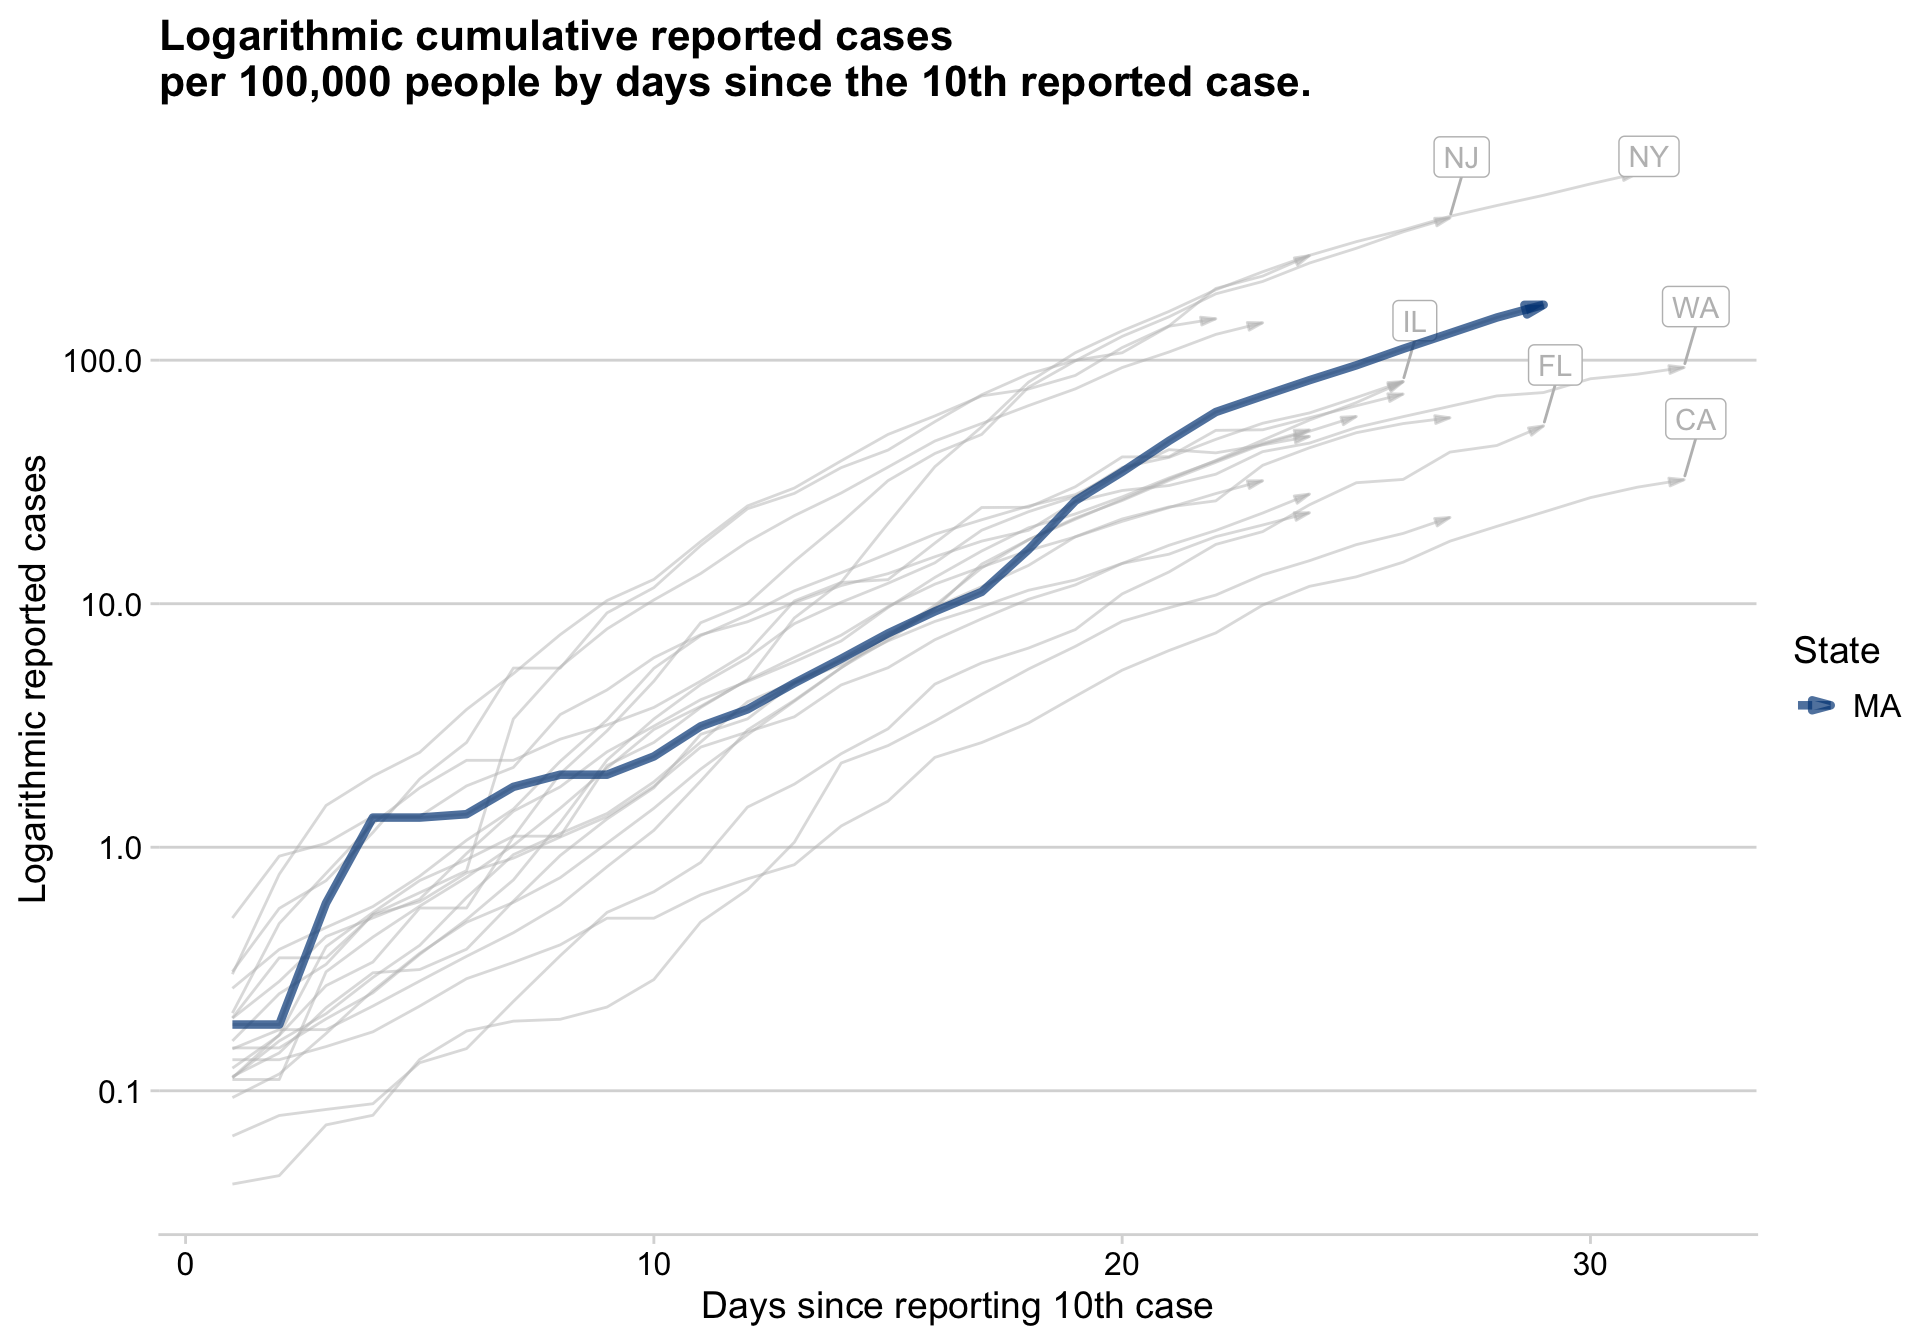 Logarithmic cumulative reported cases
per 100,000 people by days since the 10th reported case.
NJ
NY
IL
WA
FL
CA
100.0
10.0
1.0
0.1
Logarithmic reported cases
0 10 20 30
Days since reporting 10th case
State
MA